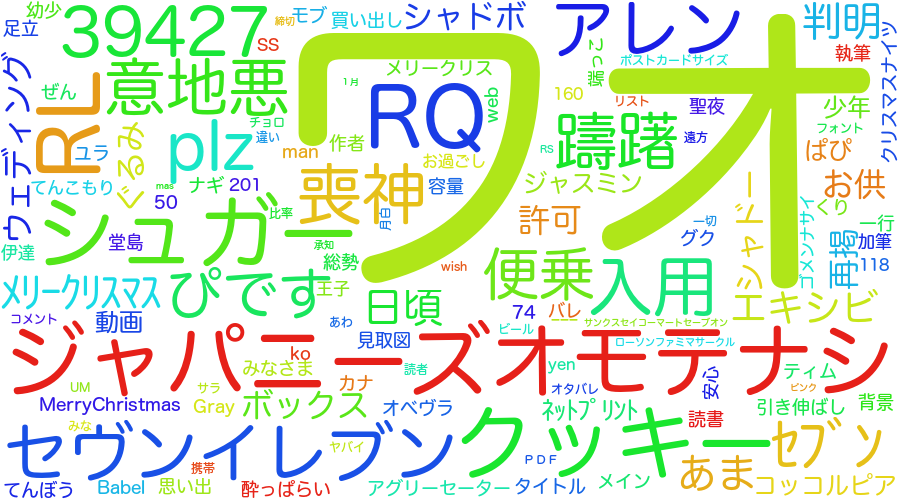 幼少
締切
モブ
買い出し
シャドボ
アレン
判明
足立
39427
SS
意地悪
メリークリス
端っこ
ポストカードサイズ
執筆
ウェディング
ぜん
RL
1月
RQ
web
ワオ
160
リスト
聖夜
少年
クリスマスナイツ
チョロ
違い
作者
遠方
フォント
ユラ
ぐるみ
plz
man
お過ごし
躊躇
RS
ぱぴ
てんこもり
mas
ナギ
201
容量
ジャスミン
お供
50
喪神
比率
月日
許可
シャドー
一切
ゴメンナサイ
くり
一行
伊達
堂島
シュガー
承知
グク
再掲
加筆
総勢
wish
便乗
入用
118
メリークリスマス
ぴです
王子
日頃
74
バレ
エキシビ
コメント
動画
あわ
見取図
ーーー
ビール
サンクスセイコーマートセーブオン
ジャパニーズオモテナシ
ko
みなさま
読者
yen
ローソンファミマサークル
ティム
UM
サラ
カナ
オタバレ
安心
ピンク
MerryChristmas
Gray
ボックス
オベヴラ
ネットプリント
読書
引き伸ばし
背景
みな
セヴンイレブン
ヤバイ
クッキー
セブン
携帯
PDF
てんぼう
Babel
思い出
酔っぱらい
アグリーセーター
タイトル
メイン
あま
コッコルピア